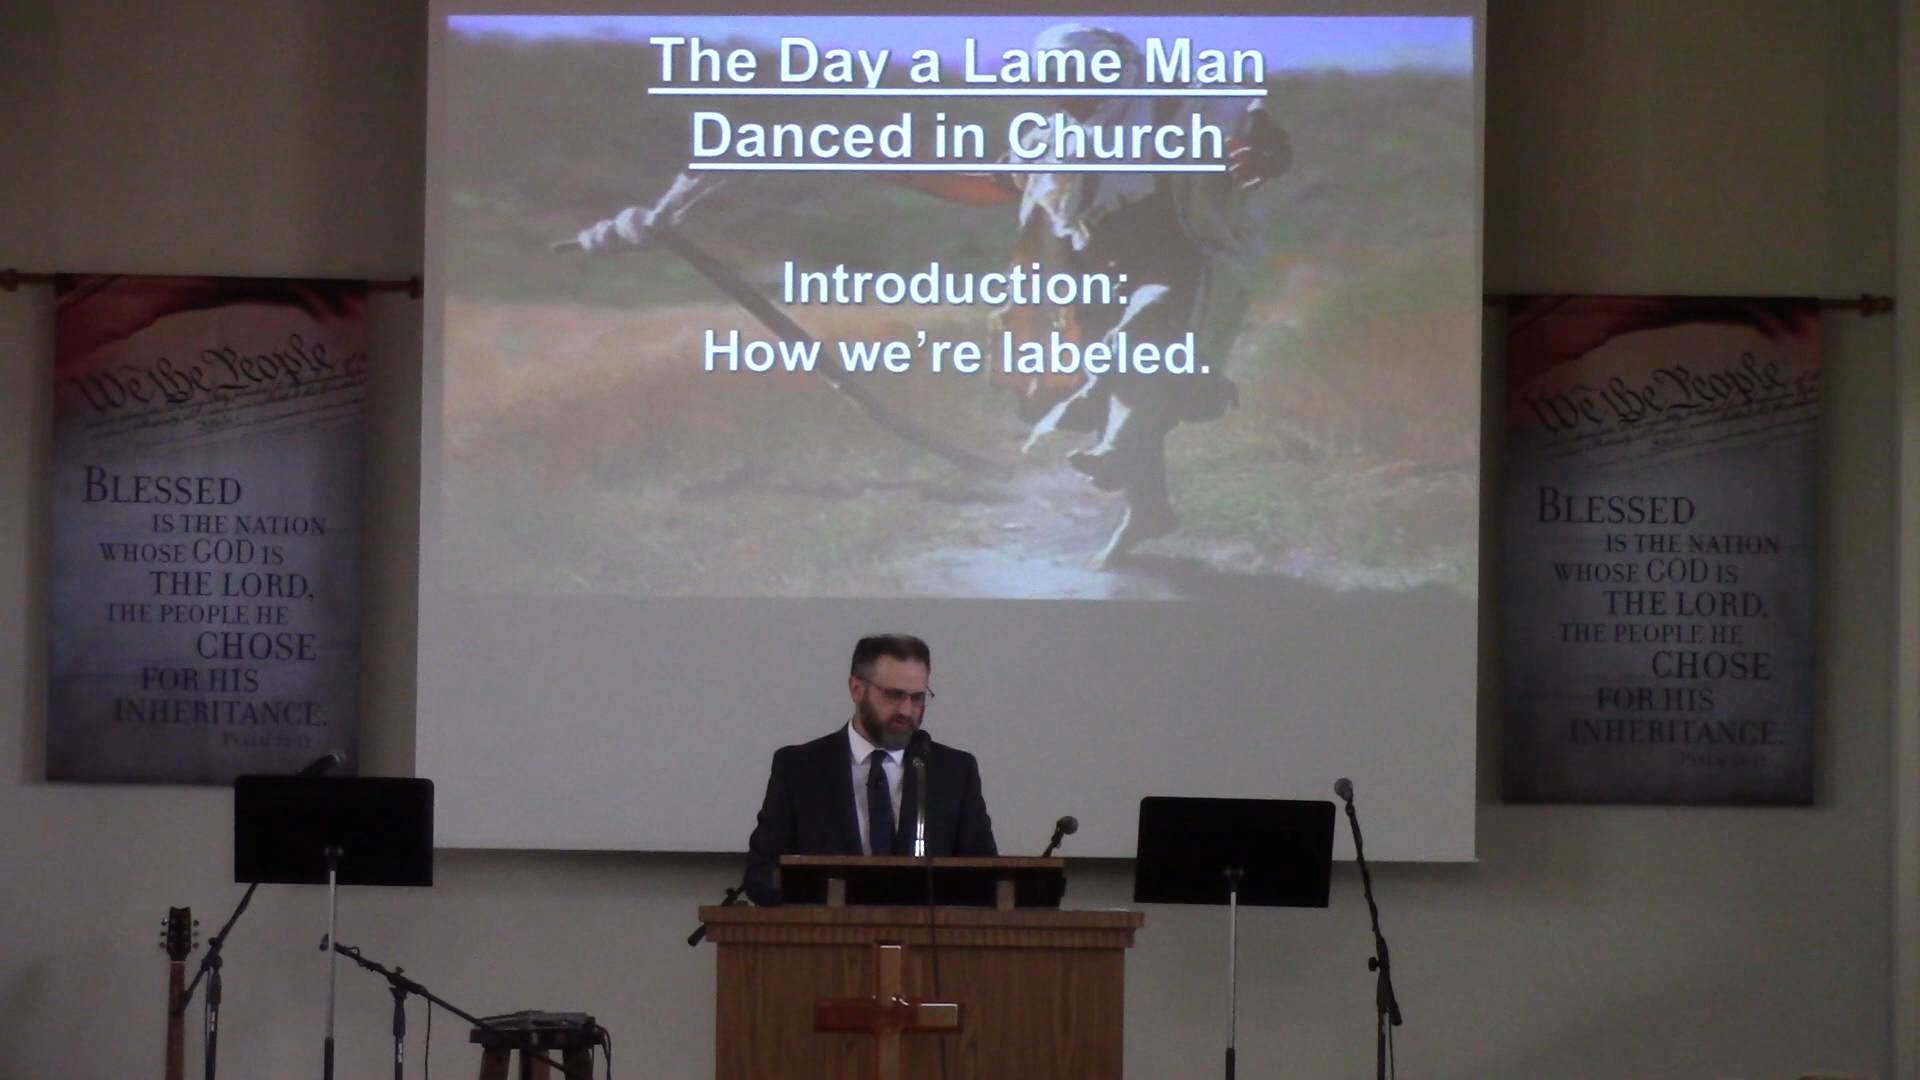 The Day a Lame Man
Danced in Church
Introduction:
How we're labeled.
We the People
BLESSED
IS THE NATION
WHOSE GOD IS
THE LORD,
THE PEOPLE HE
CHOSE
FOR HIS
INHERITANCE.
We the People
BLESSED
IS THE NATION
WHOSE GOD IS
THE LORD,
THE PEOPLE HE
CHOSE
FOR HIS
INHERITANCE.